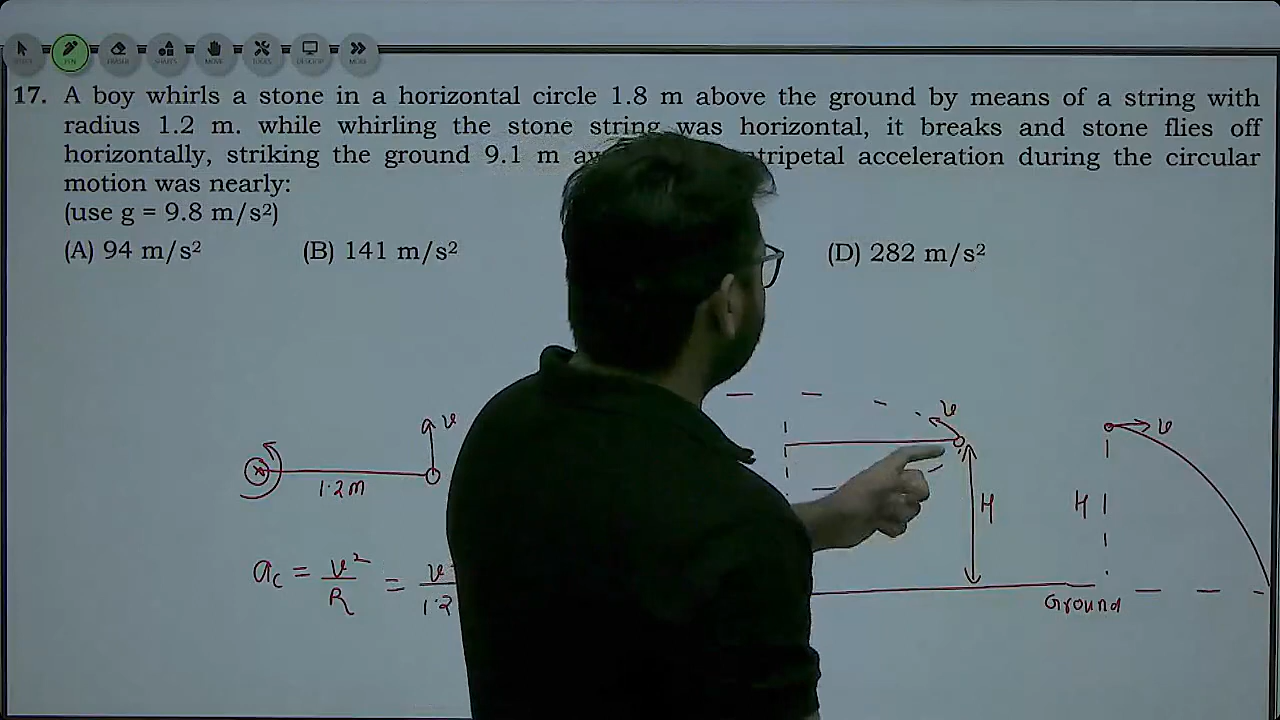 17. A boy whirls a stone in a horizontal circle 1.8 m above the ground by means of a string with
radius 1.2 m. while whirling the stone string was horizontal, it breaks and stone flies off
horizontally, striking the ground 9.1 m tripetal acceleration during the circular
motion was nearly:
(use g = 9.8 m/s²)
(A) 94 m/s² (B) 141 m/s² (D) 282 m/s²
v v v
1.2 m
H H
a_c = v²/R = v²/1.2
Ground